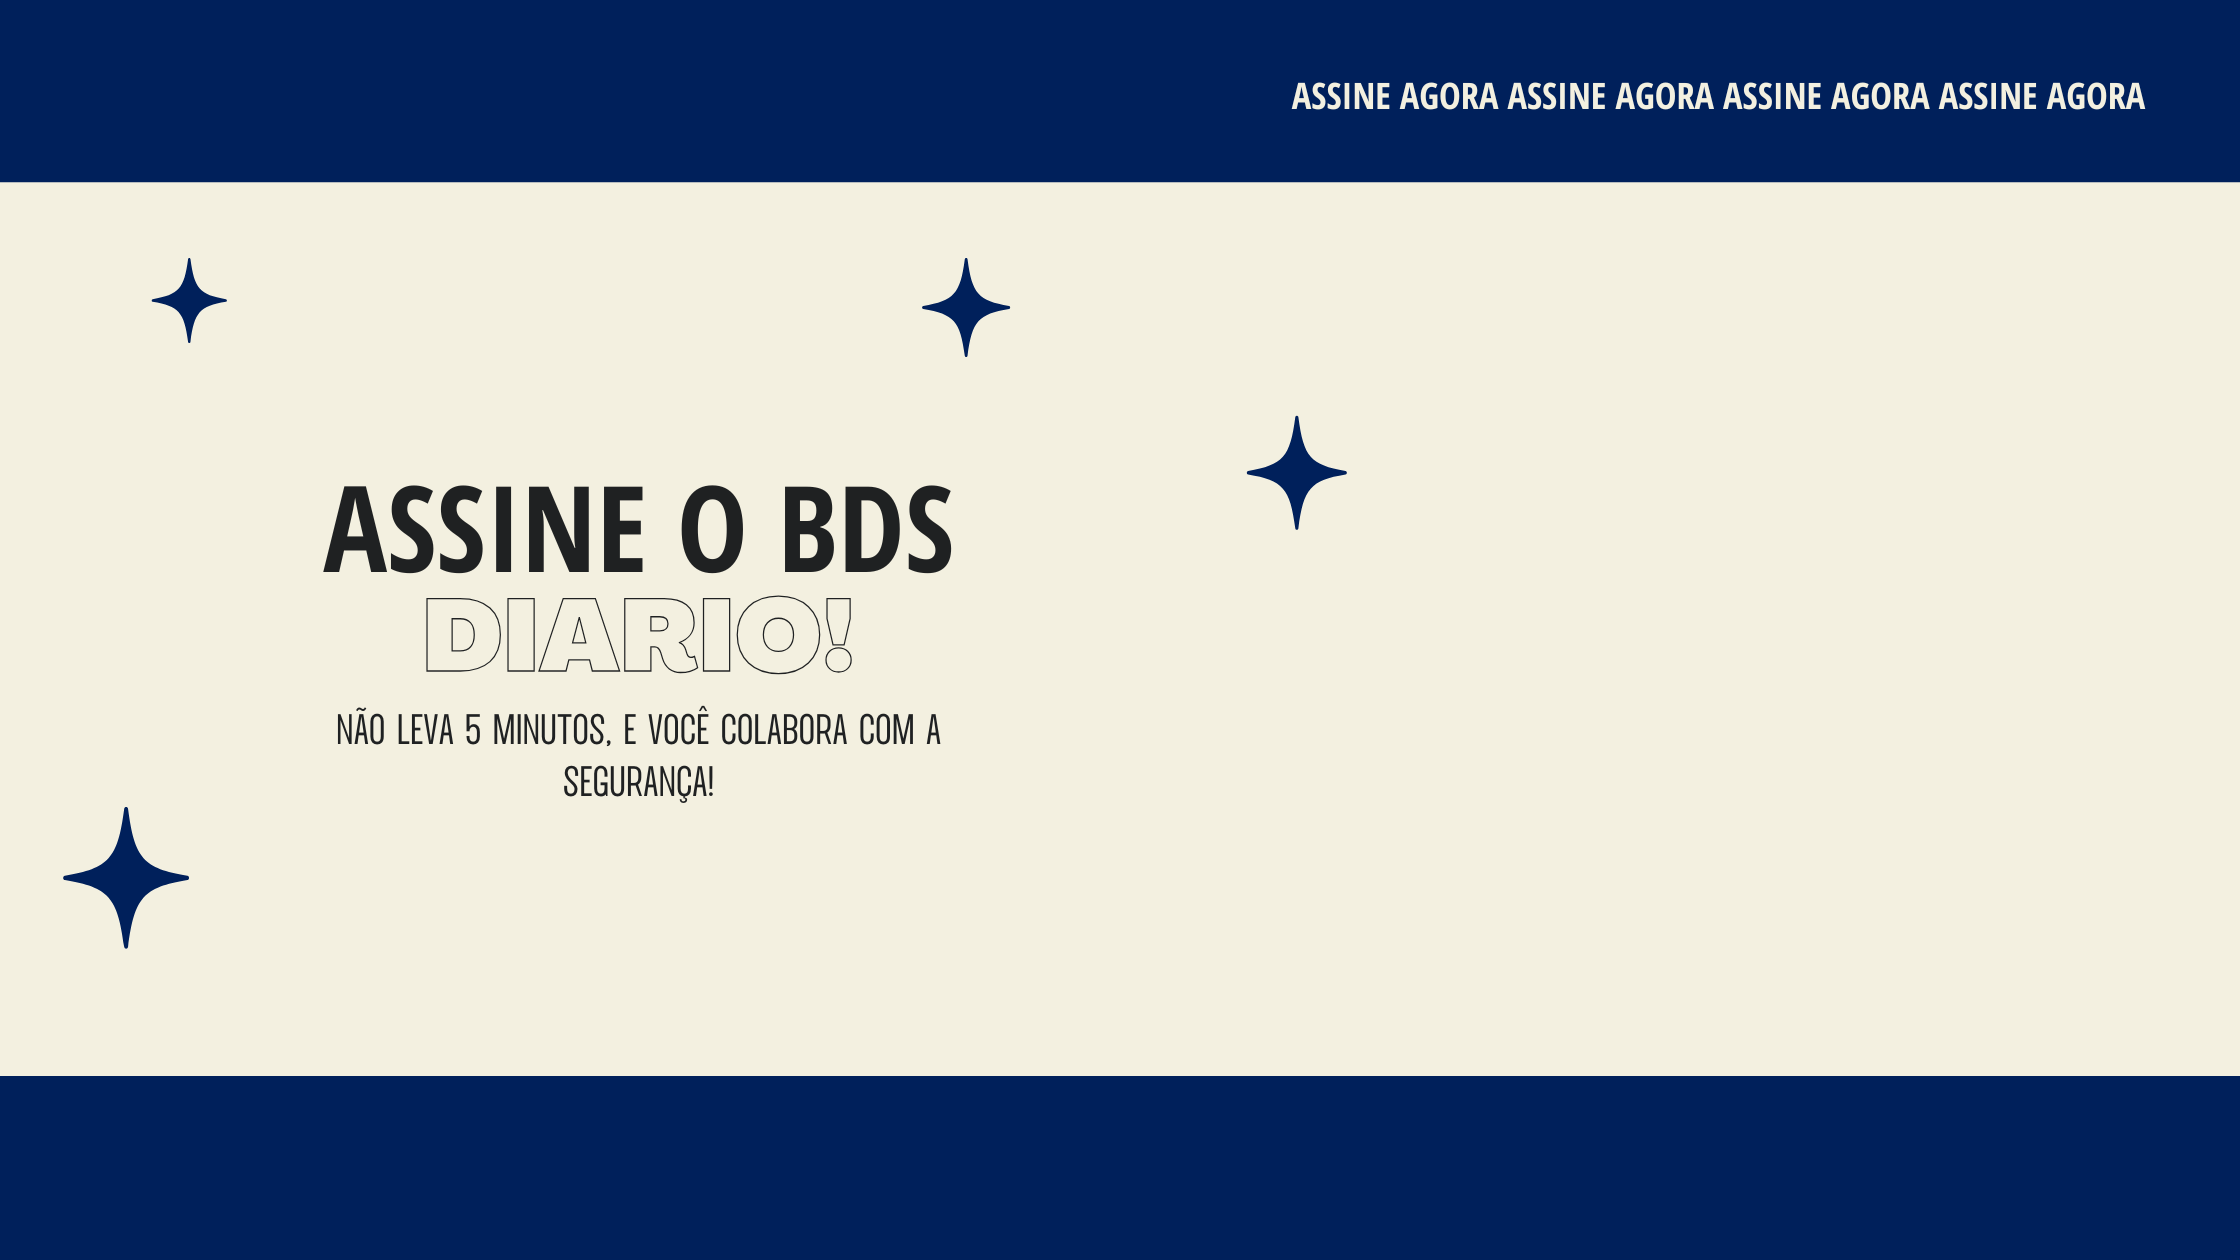 ASSINE AGORA ASSINE AGORA ASSINE AGORA ASSINE AGORA
ASSINE O BDS
DIARIO!
NÃO LEVA 5 MINUTOS, E VOCÊ COLABORA COM A
SEGURANÇA!